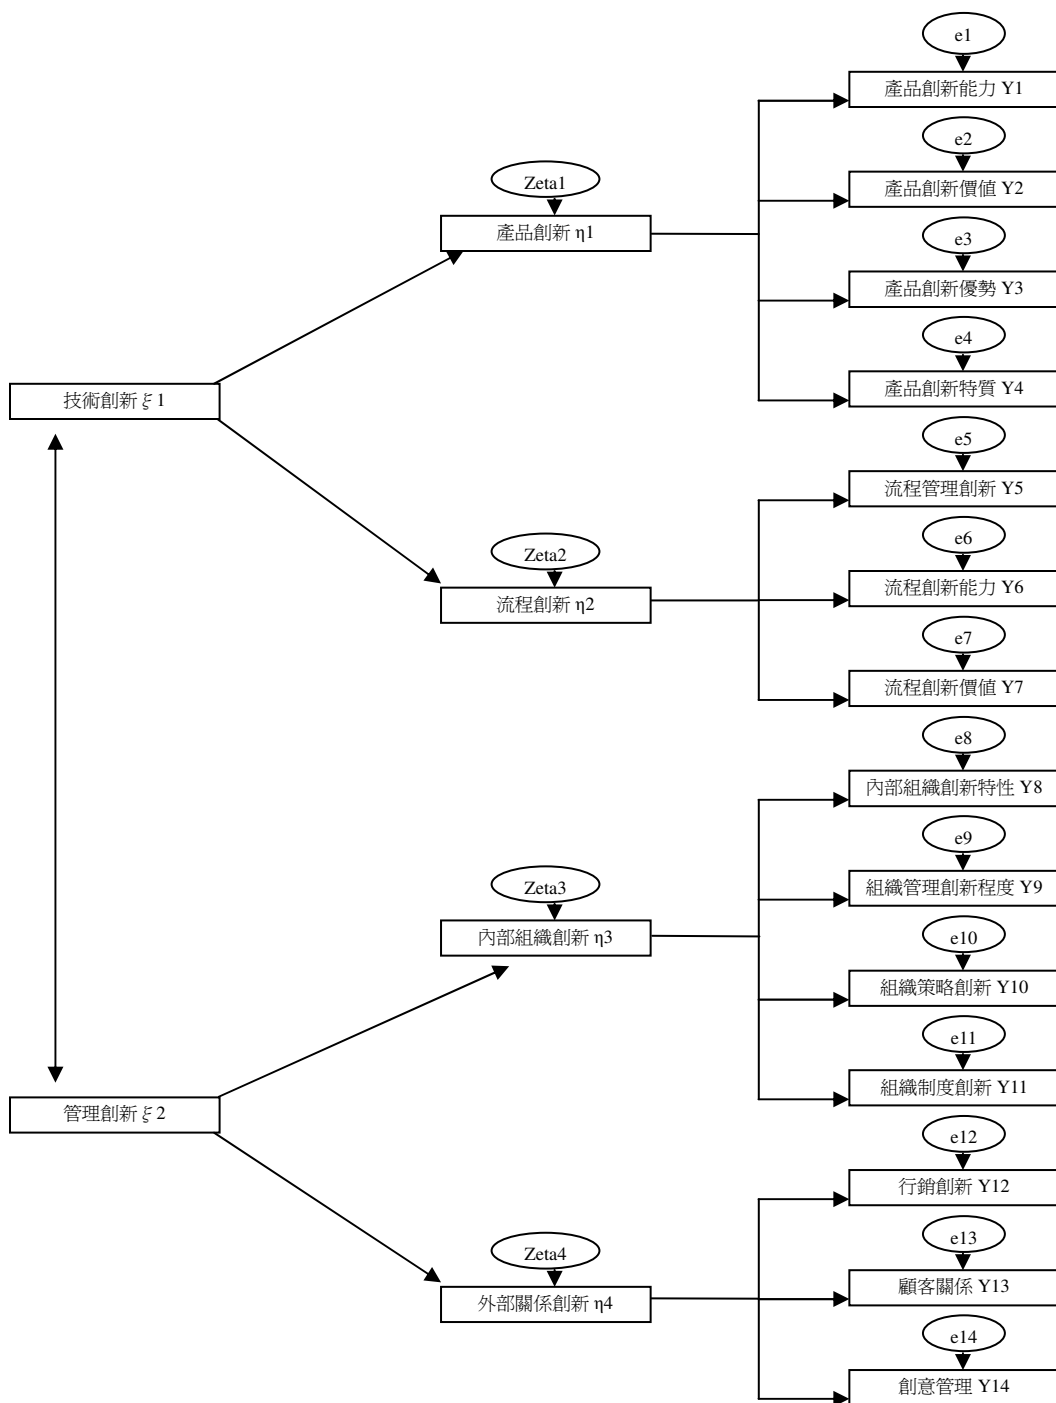 e1
產品創新能力 Y1
e2
Zeta1
產品創新價值 Y2
產品創新 η1
e3
產品創新優勢 Y3
e4
技術創新 ξ 1
產品創新特質 Y4
e5
流程管理創新 Y5
e6
Zeta2
流程創新能力 Y6
流程創新 η2
e7
流程創新價值 Y7
e8
內部組織創新特性 Y8
e9
Zeta3
組織管理創新程度 Y9
內部組織創新 η3
e10
組織策略創新 Y10
e11
組織制度創新 Y11
管理創新 ξ 2
e12
行銷創新 Y12
e13
Zeta4
顧客關係 Y13
外部關係創新 η4
e14
創意管理 Y14